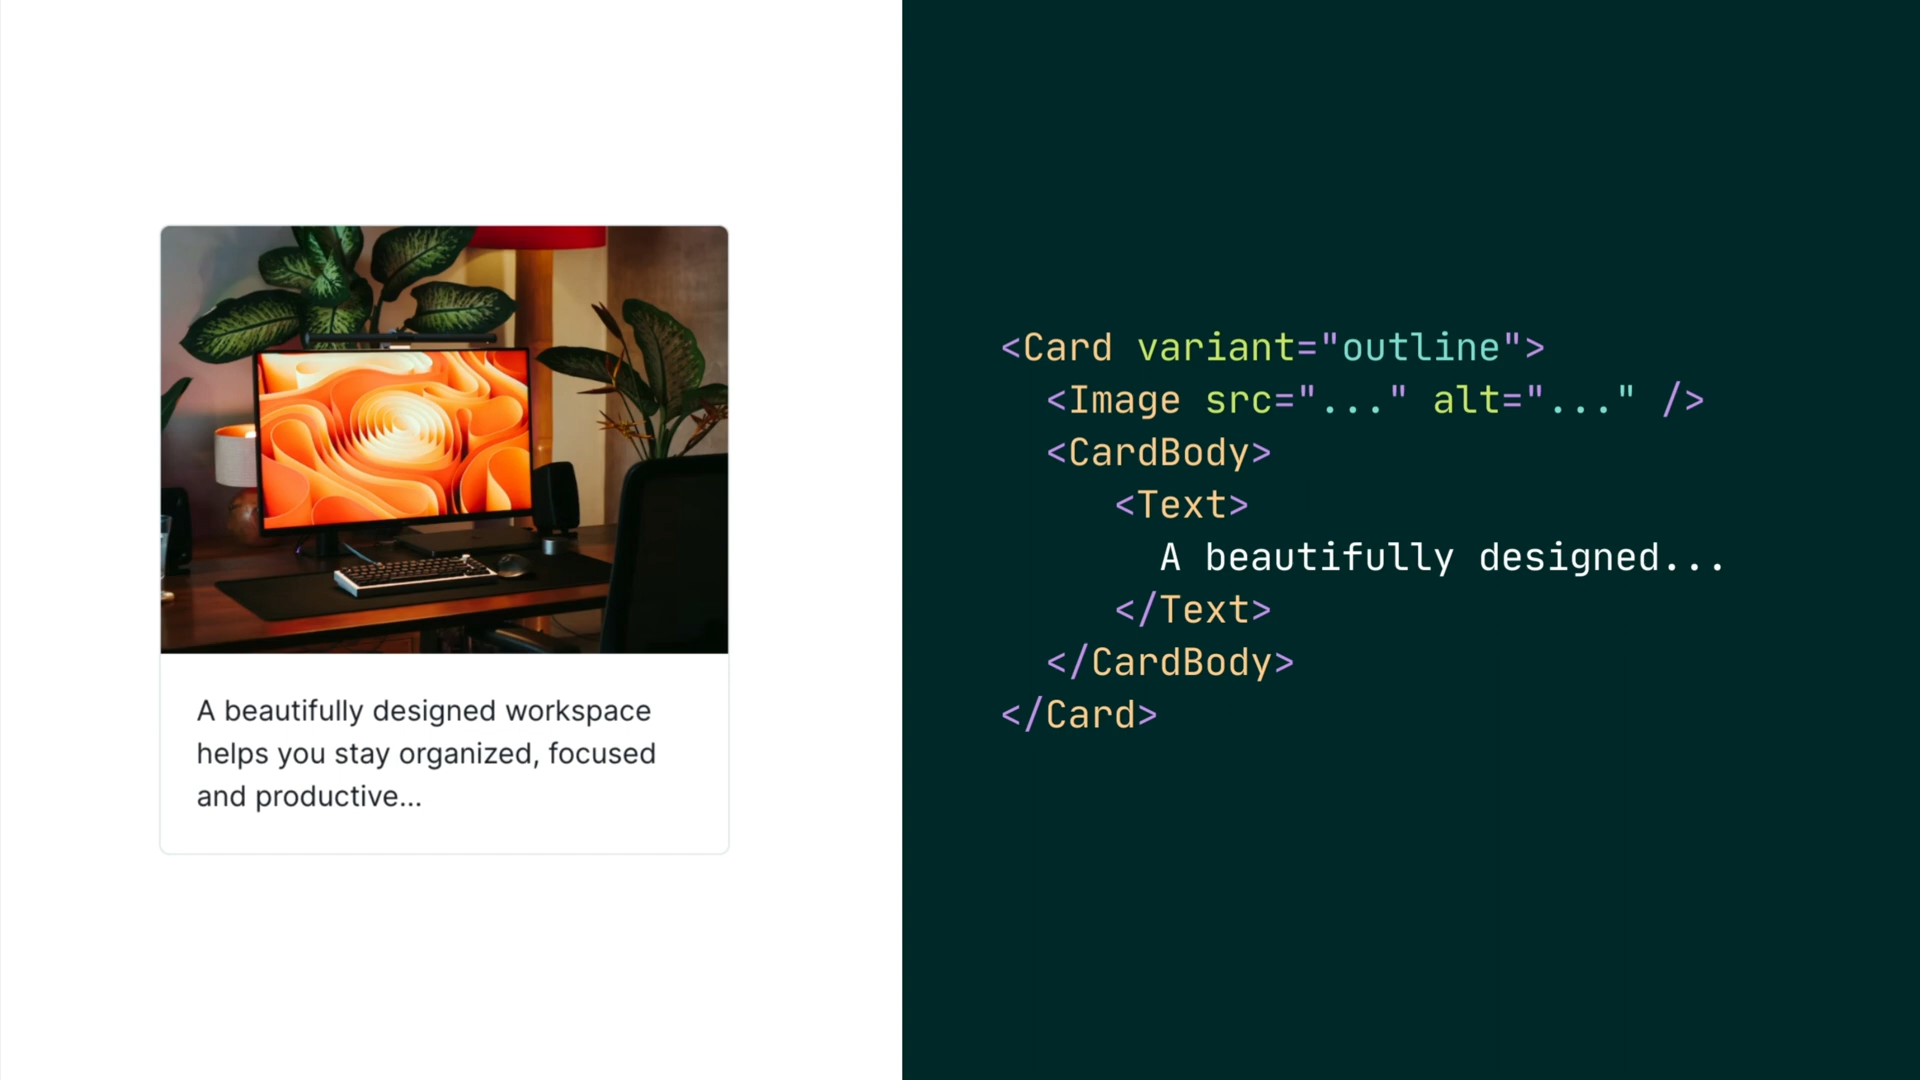 A beautifully designed workspace
helps you stay organized, focused
and productive...
<Card variant="outline">
<Image src="..." alt="..." />
<CardBody>
<Text>
A beautifully designed...
</Text>
</CardBody>
</Card>